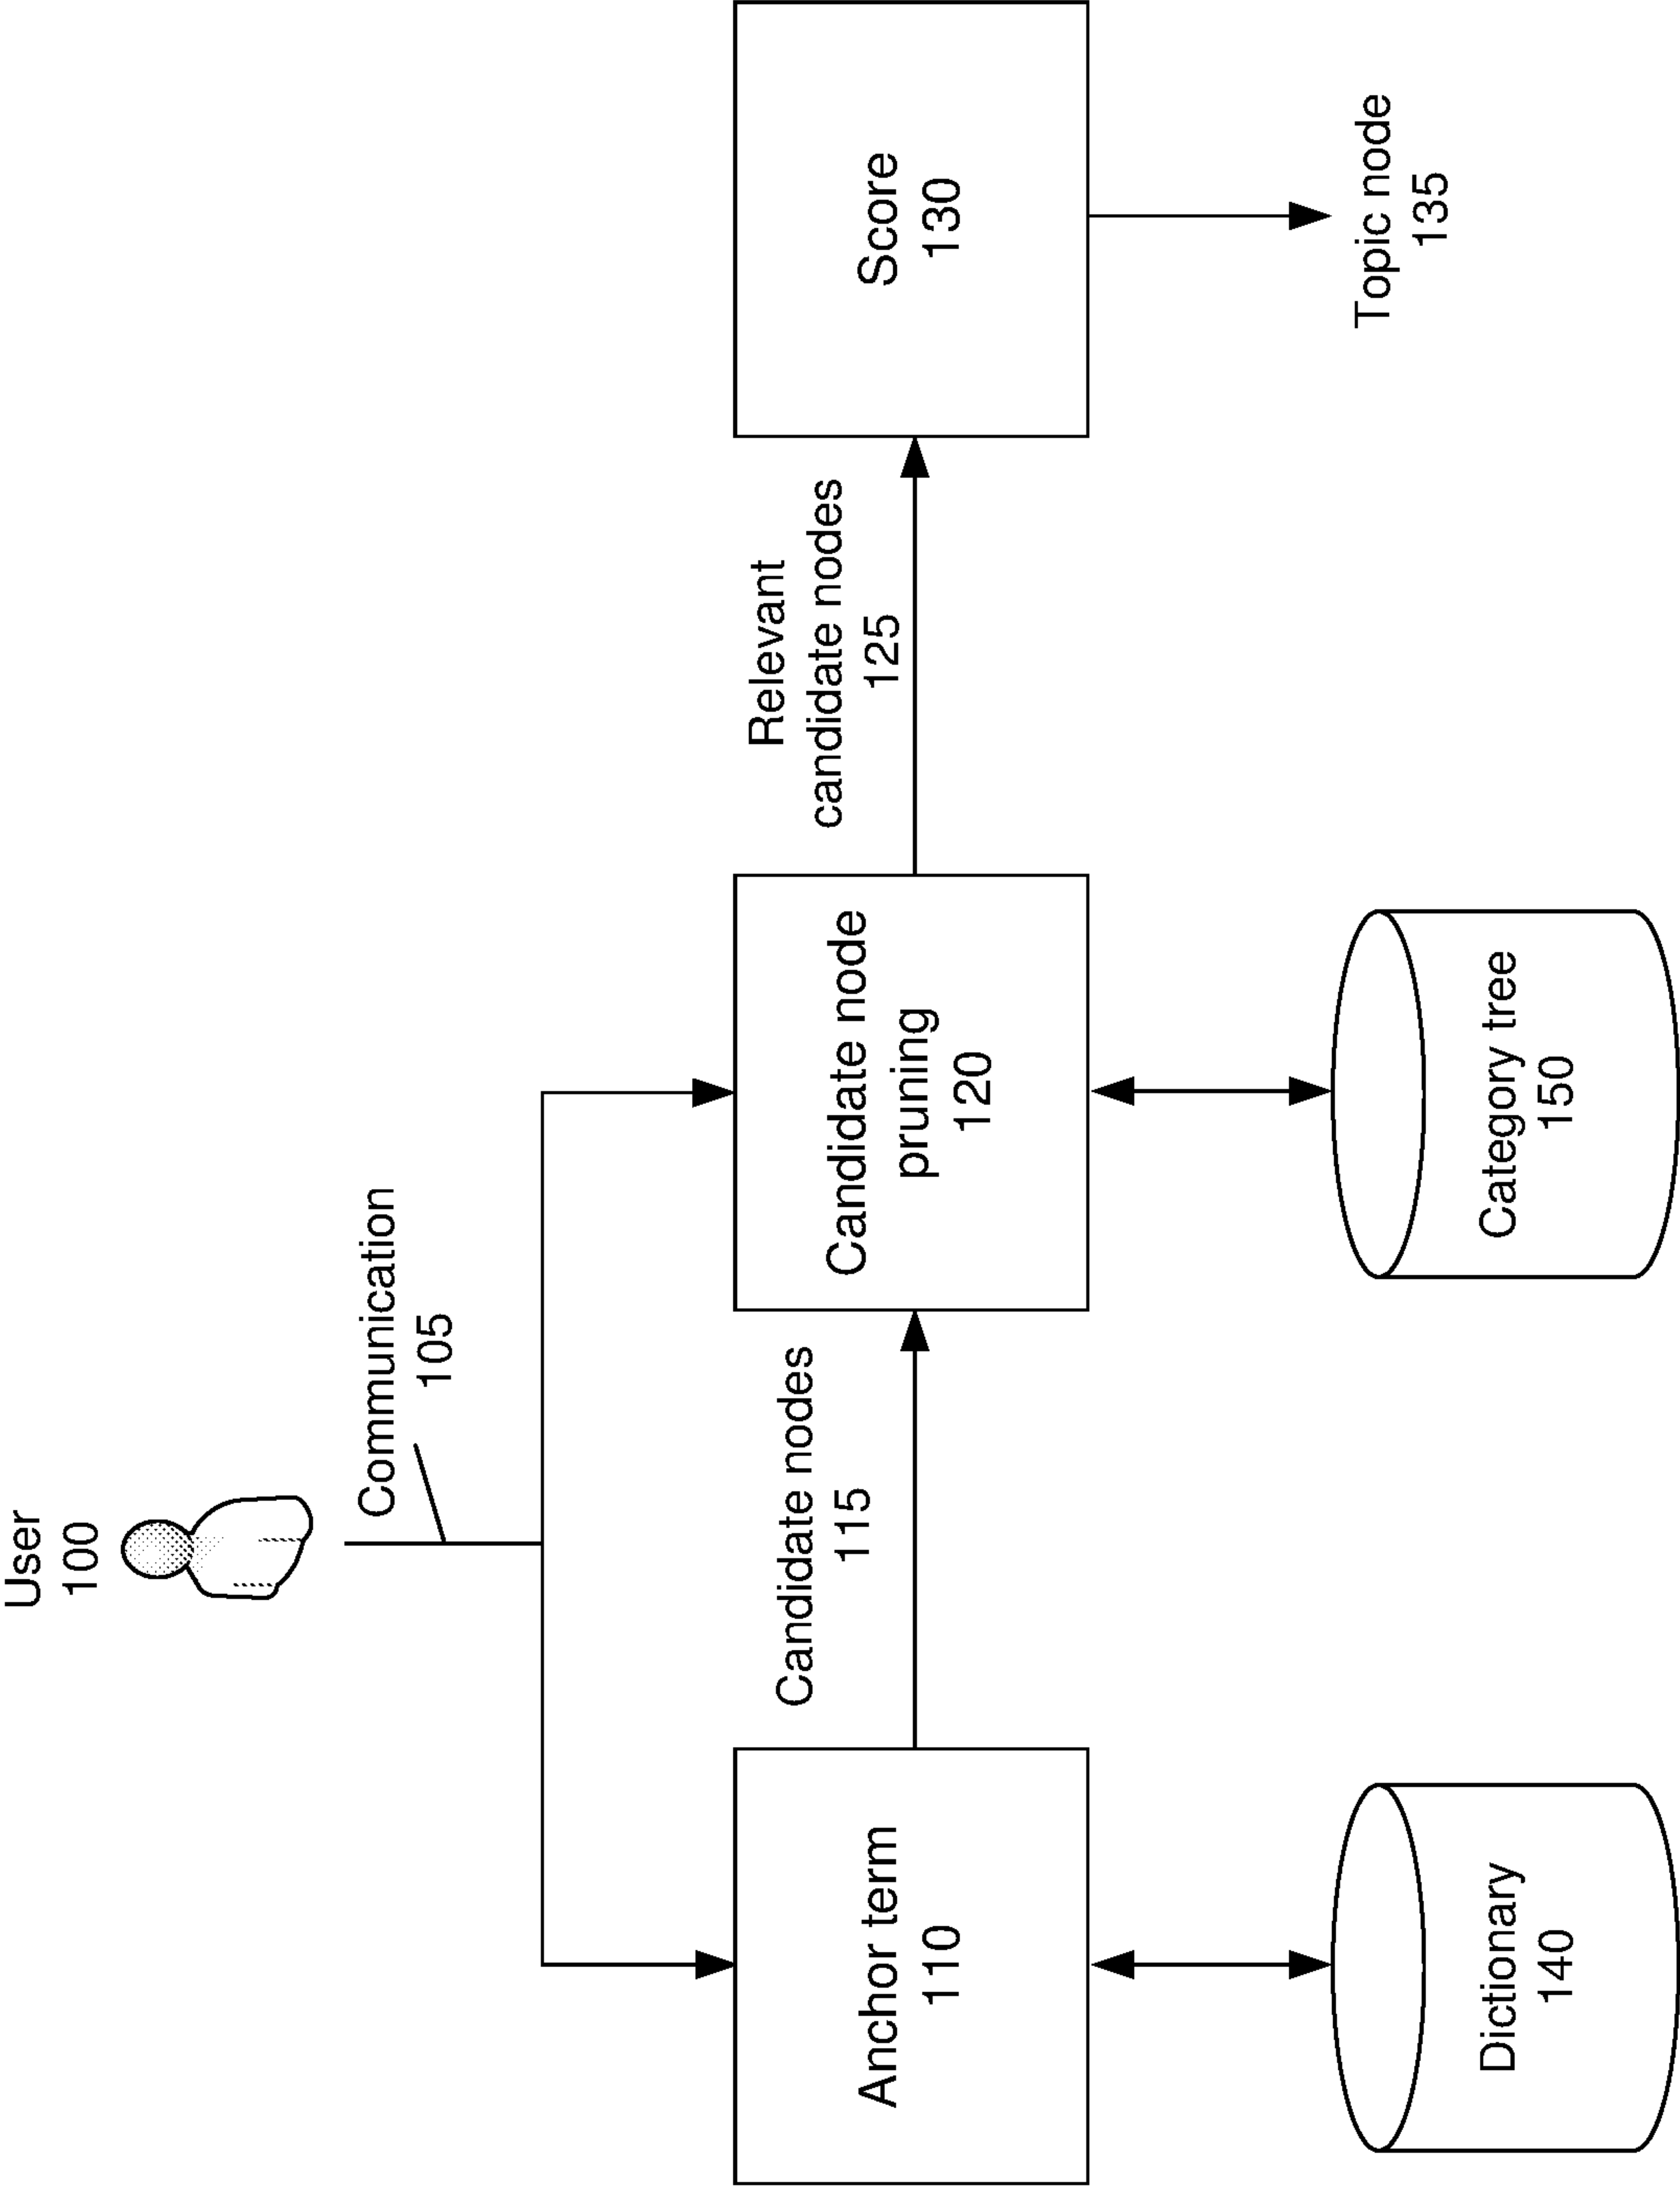 User
100
Communication
105
Anchor term
110
Candidate nodes
115
Candidate node
pruning
120
Relevant
candidate nodes
125
Score
130
Dictionary
140
Category tree
150
Topic node
135